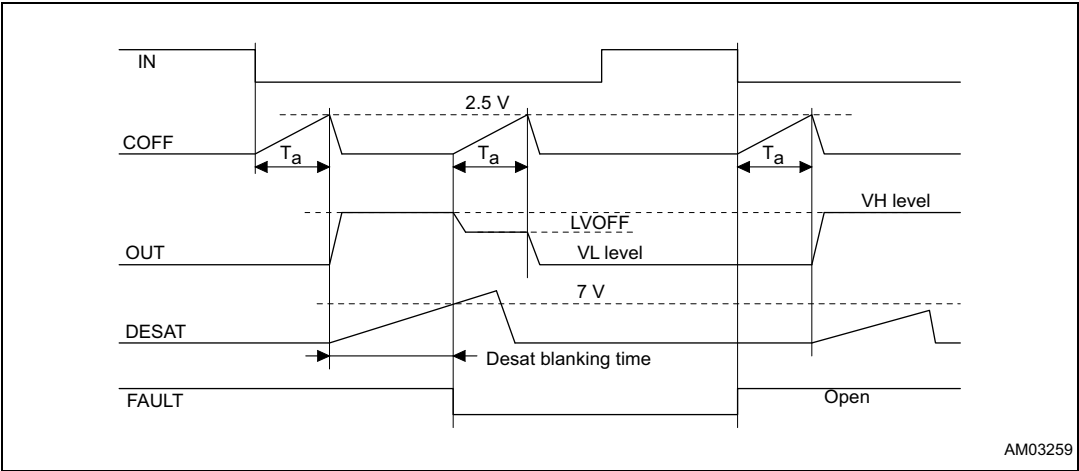 IN
2.5 V
COFF
Ta Ta Ta
VH level
LVOFF
OUT
VL level
7 V
DESAT
Desat blanking time
FAULT
Open
AM03259